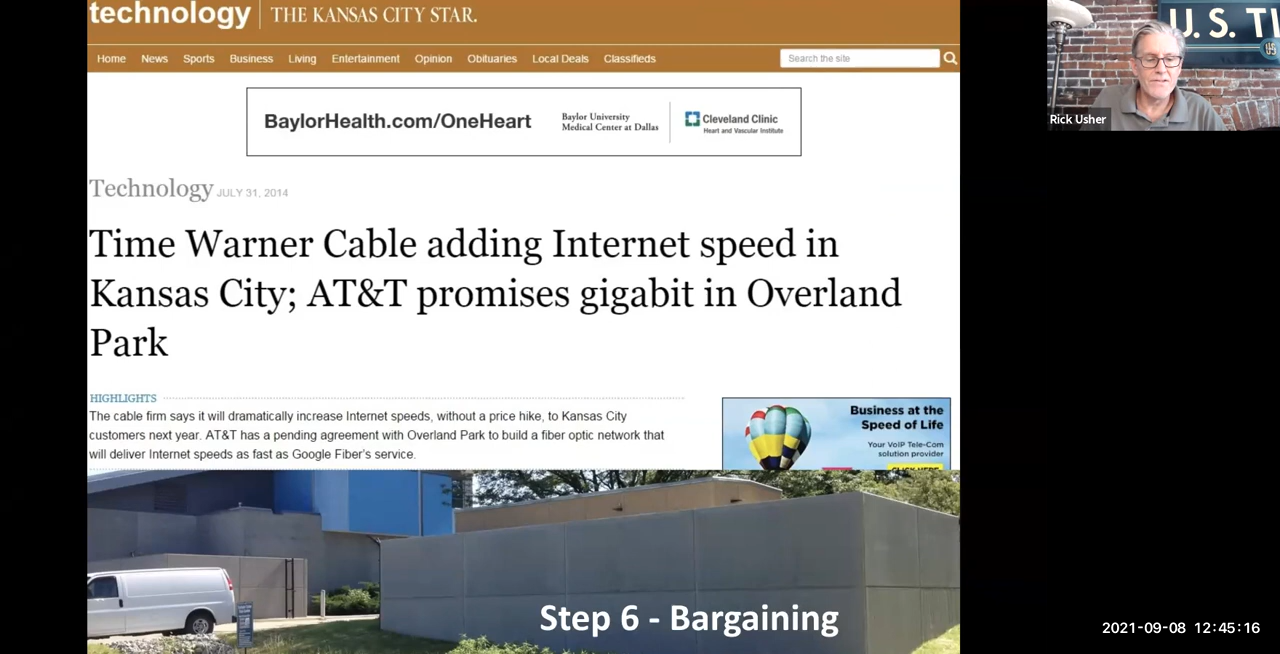 technology THE KANSAS CITY STAR.
Home News Sports Business Living Entertainment Opinion Obituaries Local Deals Classifieds Search the site
BaylorHealth.com/OneHeart
Baylor University
Medical Center at Dallas
Cleveland Clinic
Heart and Vascular Institute
Technology JULY 31, 2014
Time Warner Cable adding Internet speed in
Kansas City; AT&T promises gigabit in Overland
Park
HIGHLIGHTS
The cable firm says it will dramatically increase Internet speeds, without a price hike, to Kansas City
customers next year. AT&T has a pending agreement with Overland Park to build a fiber optic network that
will deliver Internet speeds as fast as Google Fiber's service.
Business at the
Speed of Life
Your VoIP Tele-Com
solution provider
CLICK HERE
Step 6 - Bargaining
U.S. TI
Rick Usher
2021-09-08 12:45:16